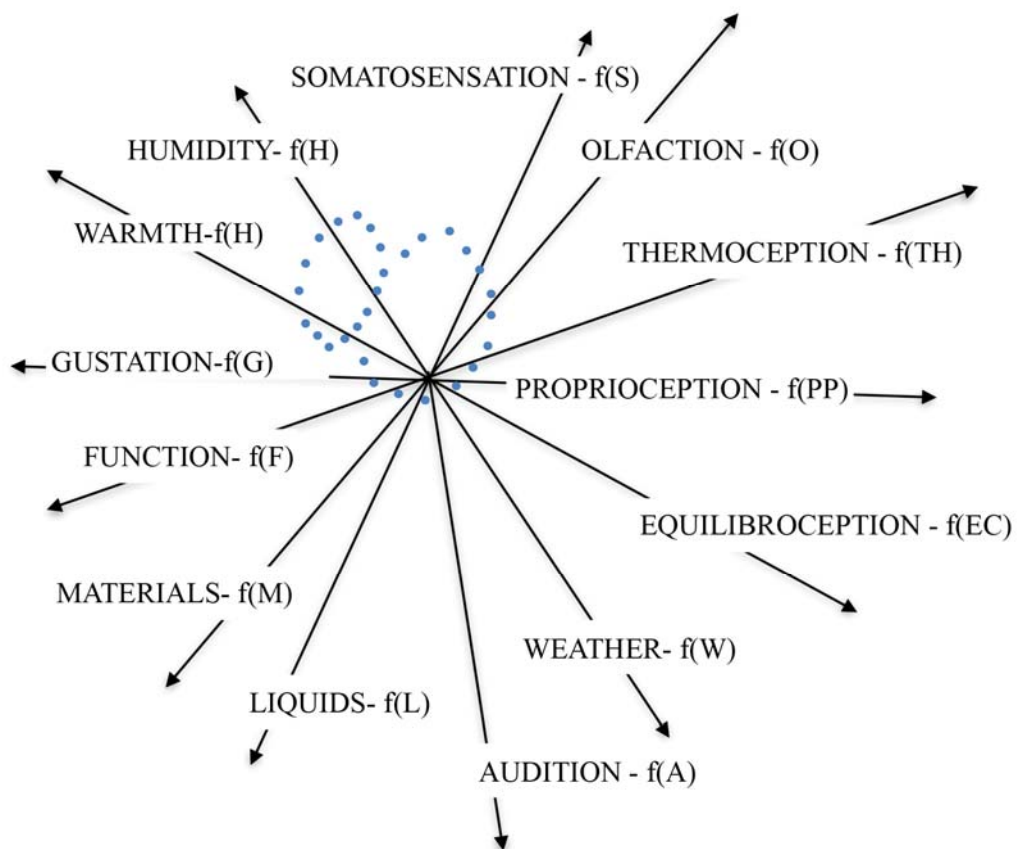 SOMATOSENSATION - f(S)
HUMIDITY- f(H)
OLFACTION - f(O)
WARMTH-f(H)
THERMOCEPTION - f(TH)
GUSTATION-f(G)
PROPRIOCEPTION - f(PP)
FUNCTION- f(F)
EQUILIBROCEPTION - f(EC)
MATERIALS- f(M)
WEATHER- f(W)
LIQUIDS- f(L)
AUDITION - f(A)